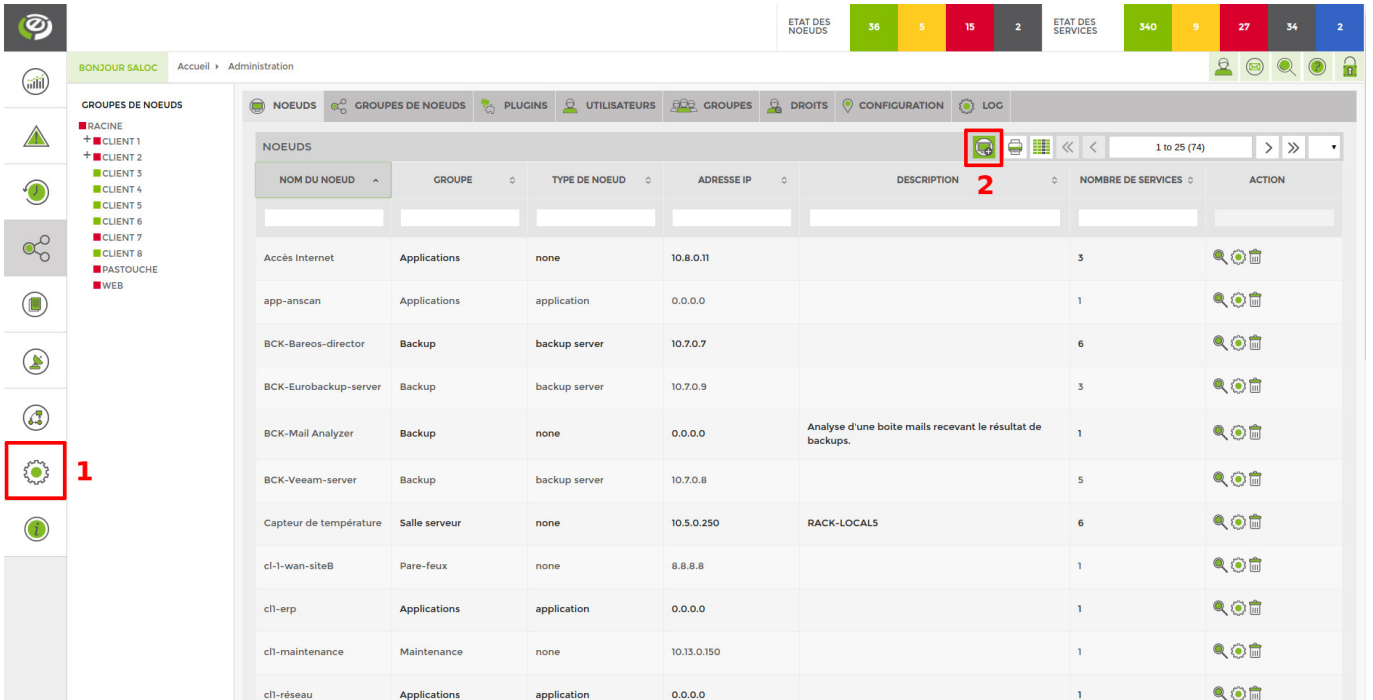 ETAT DES NOEUDS 36 5 15 2 ETAT DES SERVICES 340 9 27 34 2
BONJOUR SALOC Accueil Administration
GROUPES DE NOEUDS
RACINE
CLIENT 1
CLIENT 2
CLIENT 3
CLIENT 4
CLIENT 5
CLIENT 6
CLIENT 7
CLIENT 8
PASTOUCHE
WEB
1
NOEUDS GROUPES DE NOEUDS PLUGINS UTILISATEURS GROUPES DROITS CONFIGURATION LOG
NOEUDS 1 to 25 (74)
2
NOM DU NOEUD GROUPE TYPE DE NOEUD ADRESSE IP DESCRIPTION NOMBRE DE SERVICES ACTION
Accès Internet Applications none 10.8.0.11 3
app-anscan Applications application 0.0.0.0 1
BCK-Bareos-director Backup backup server 10.7.0.7 6
BCK-Eurobackup-server Backup backup server 10.7.0.9 3
BCK-Mail Analyzer Backup none 0.0.0.0 Analyse d'une boite mails recevant le résultat de backups. 1
BCK-Veeam-server Backup backup server 10.7.0.8 5
Capteur de température Salle serveur none 10.5.0.250 RACK-LOCAL5 6
cl-1-wan-siteB Pare-feux none 8.8.8.8 1
cl1-erp Applications application 0.0.0.0 1
cl1-maintenance Maintenance none 10.13.0.150 1
cl1-réseau Applications application 0.0.0.0 1